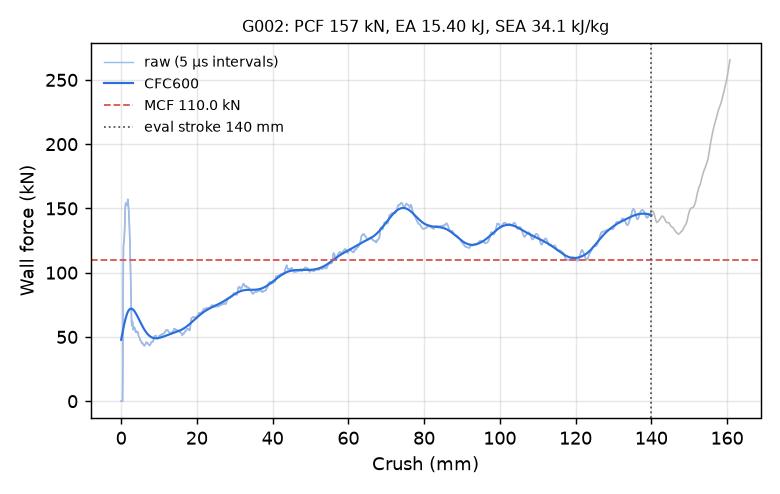 G002: PCF 157 kN, EA 15.40 kJ, SEA 34.1 kJ/kg
raw (5 µs intervals)
CFC600
MCF 110.0 kN
eval stroke 140 mm
Wall force (kN)
250
200
150
100
50
0
0 20 40 60 80 100 120 140 160
Crush (mm)